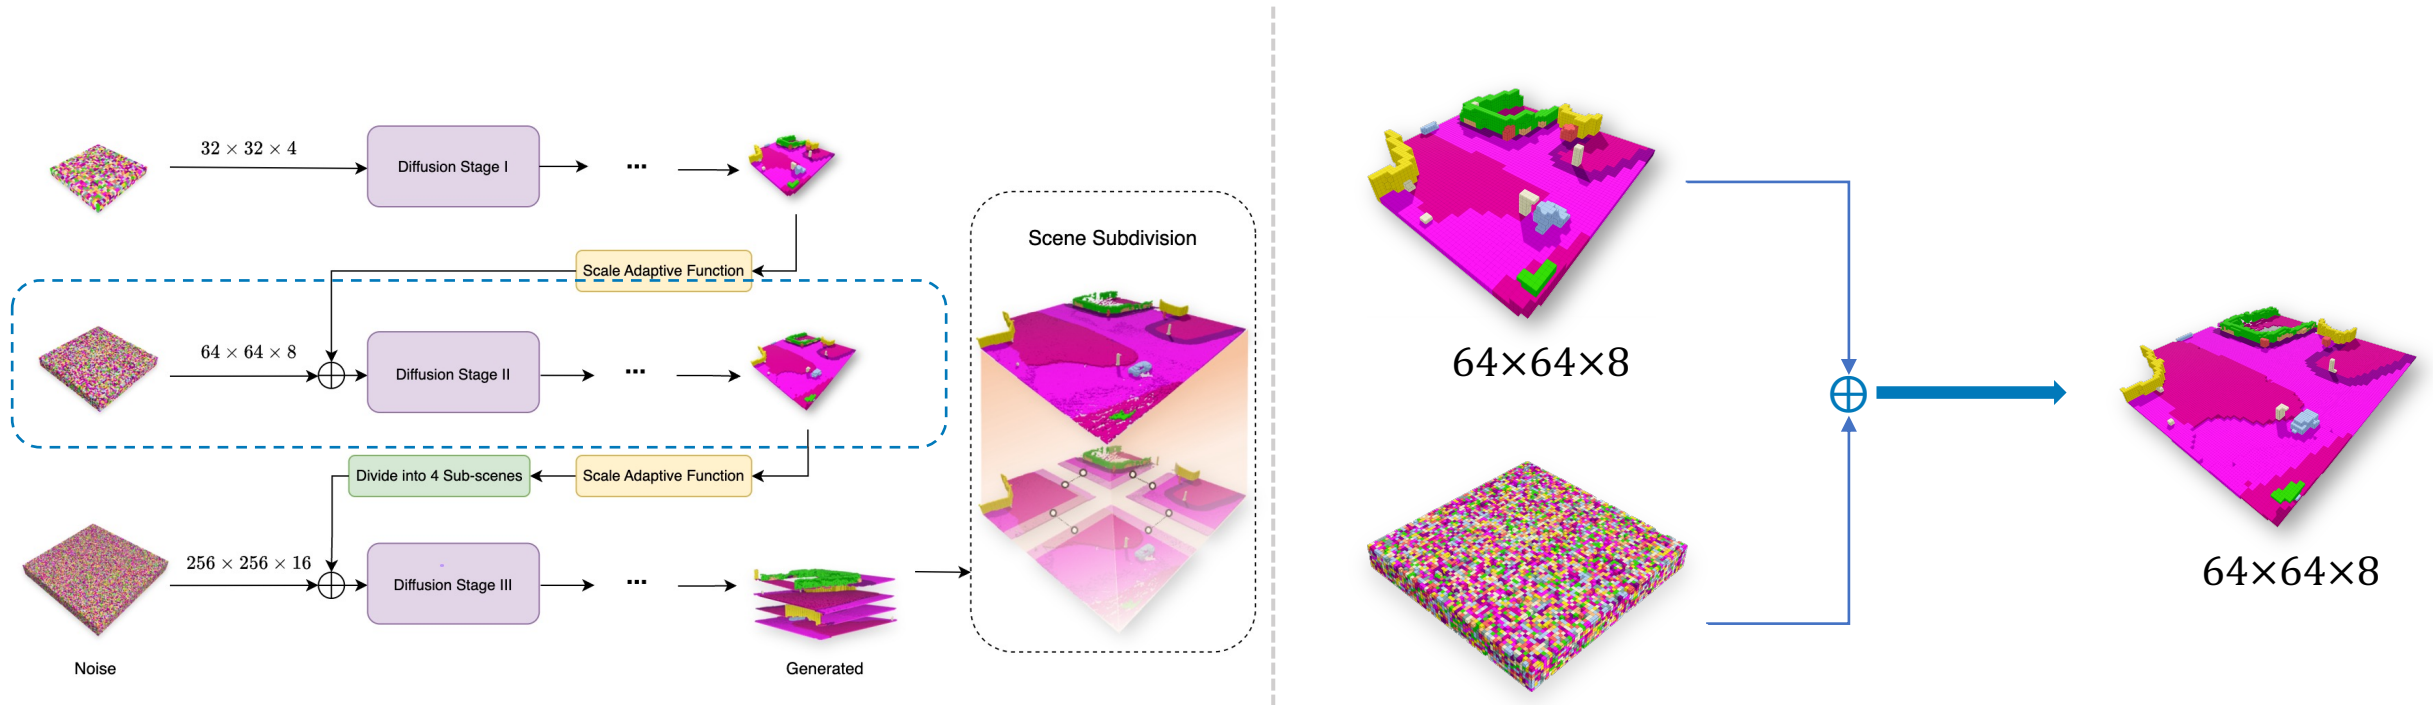 32 × 32 × 4
Diffusion Stage I
...
Scale Adaptive Function
64 × 64 × 8
Diffusion Stage II
...
Divide into 4 Sub-scenes
Scale Adaptive Function
256 × 256 × 16
Diffusion Stage III
...
Noise
Generated
Scene Subdivision
64×64×8
64×64×8